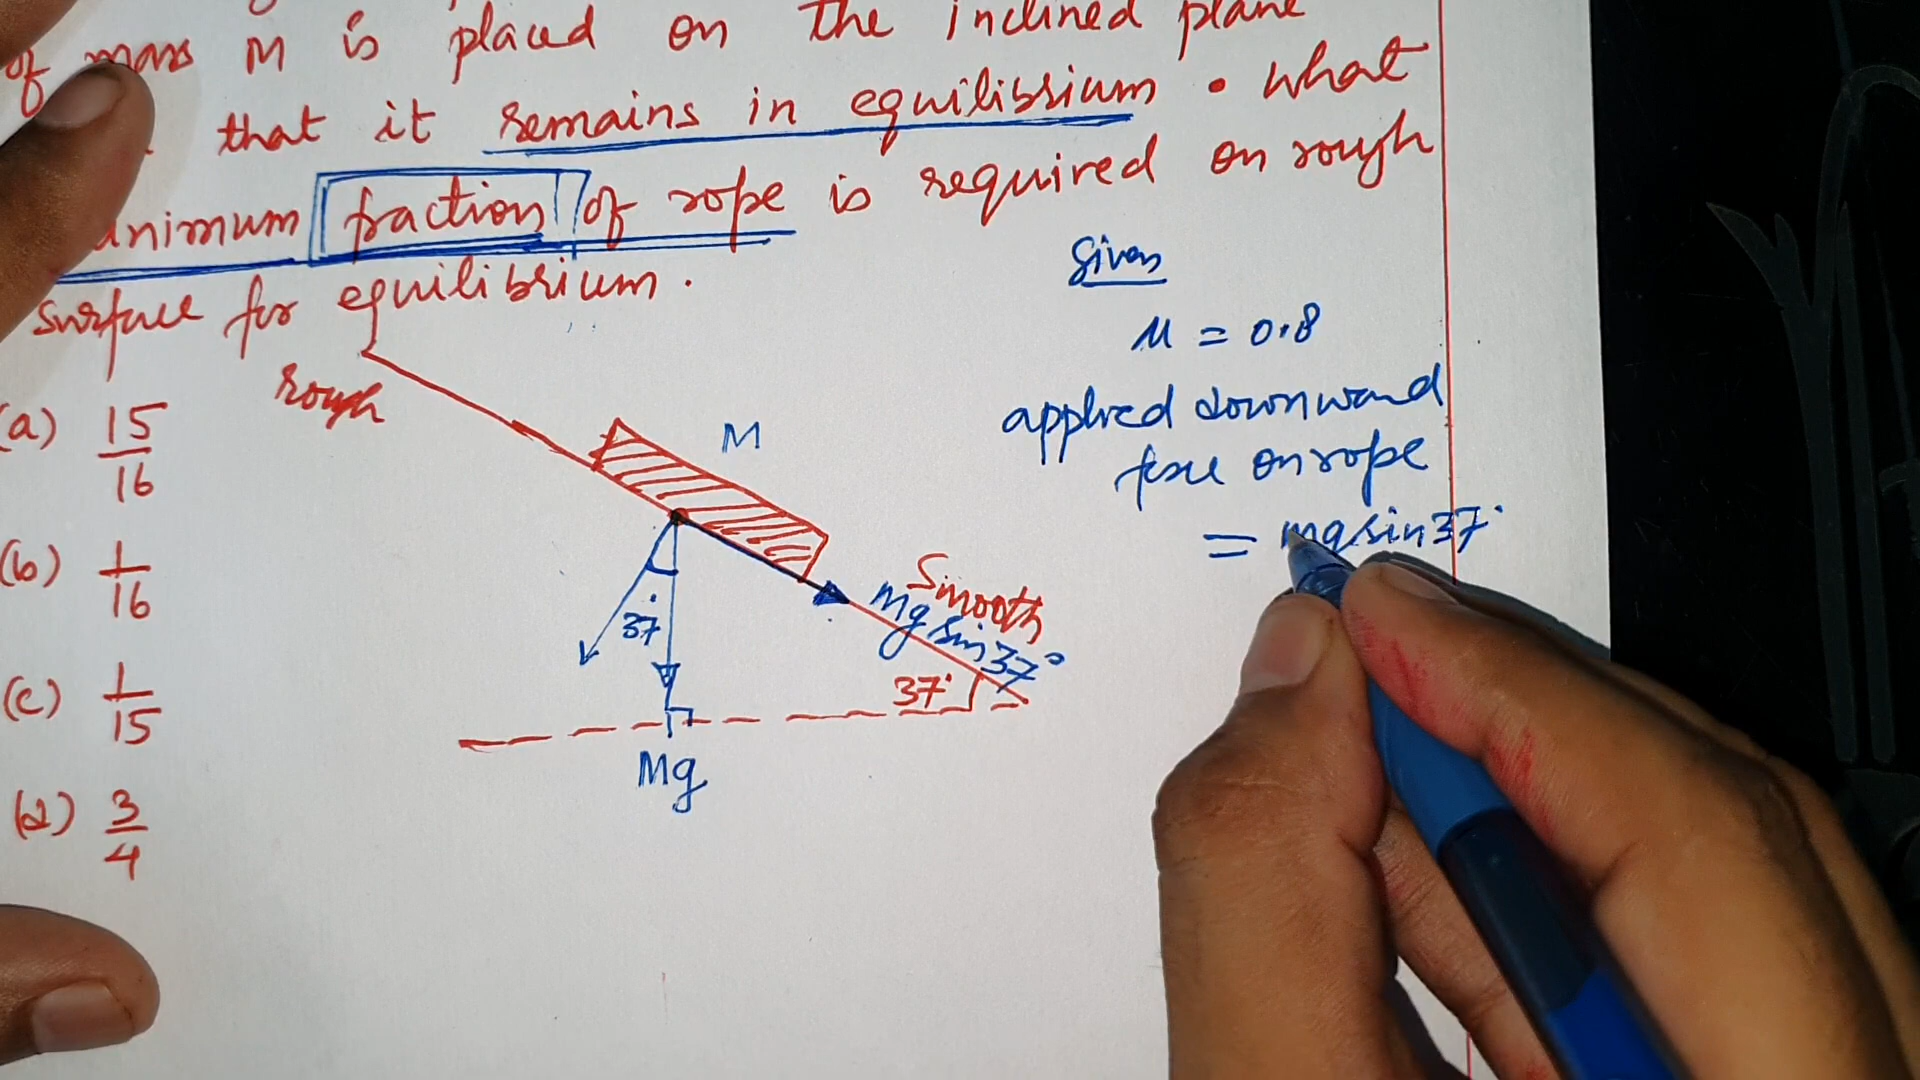 of mass M is placed on the inclined plane
that it remains in equilibrium. what
fraction of rope is required on rough
surface for equilibrium.
Given
μ = 0.8
applied downward
force on rope
= mg sin 37°
rough
M
Smooth
Mg sin 37°
37°
37°
Mg
(a) 15/16
(b) 1/16
(c) 1/15
(d) 3/4